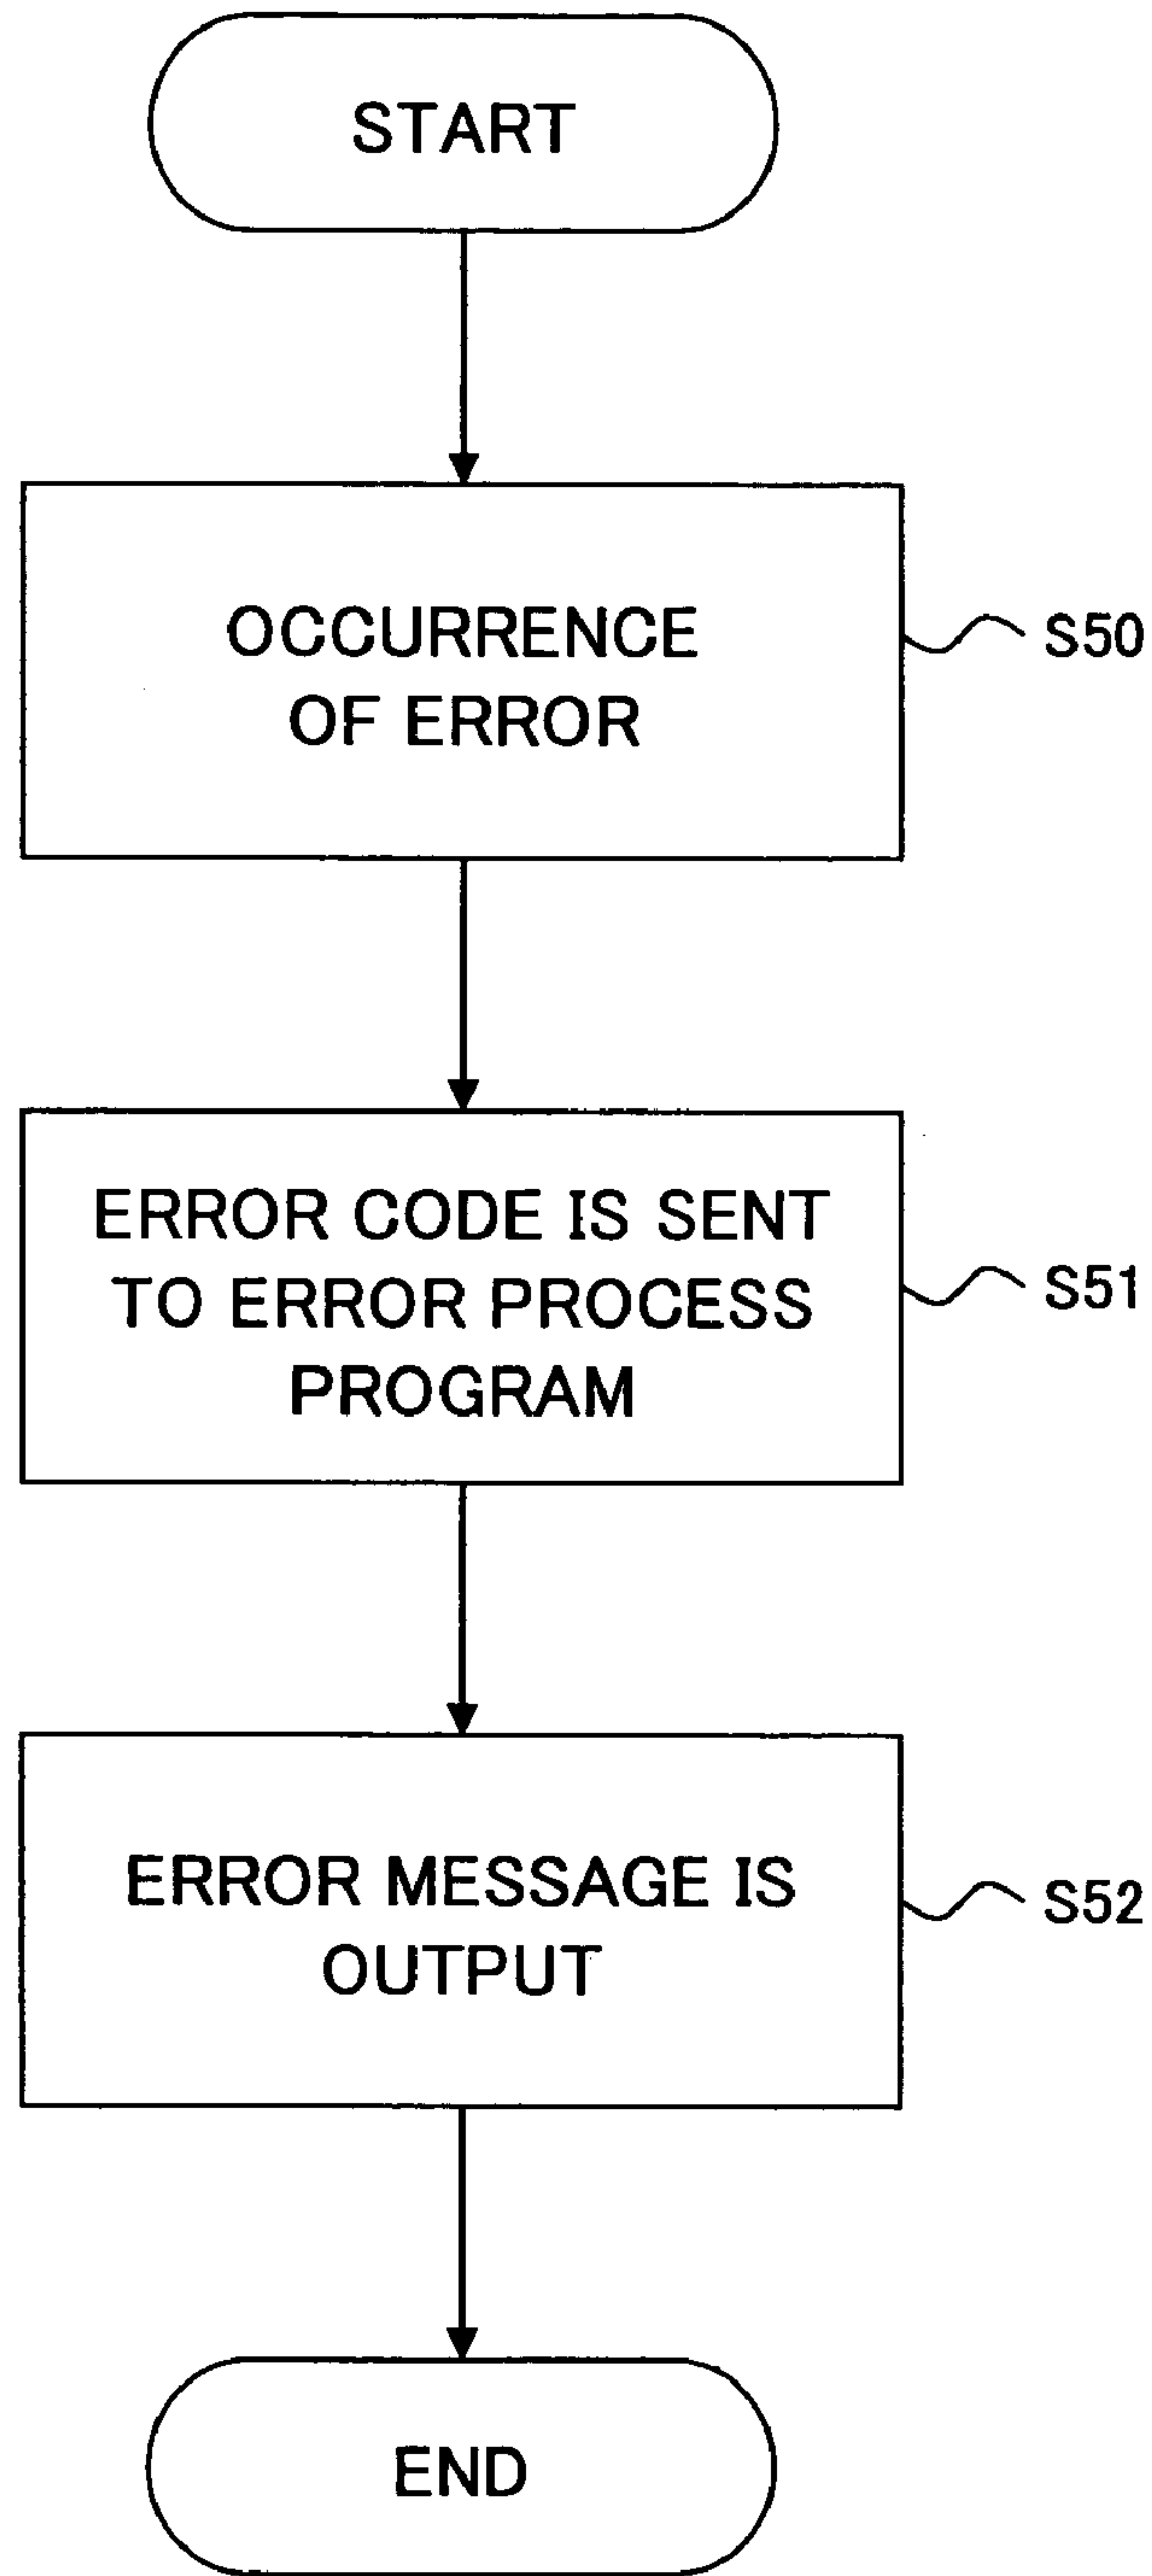 START
OCCURRENCE
OF ERROR
S50
ERROR CODE IS SENT
TO ERROR PROCESS
PROGRAM
S51
ERROR MESSAGE IS
OUTPUT
S52
END